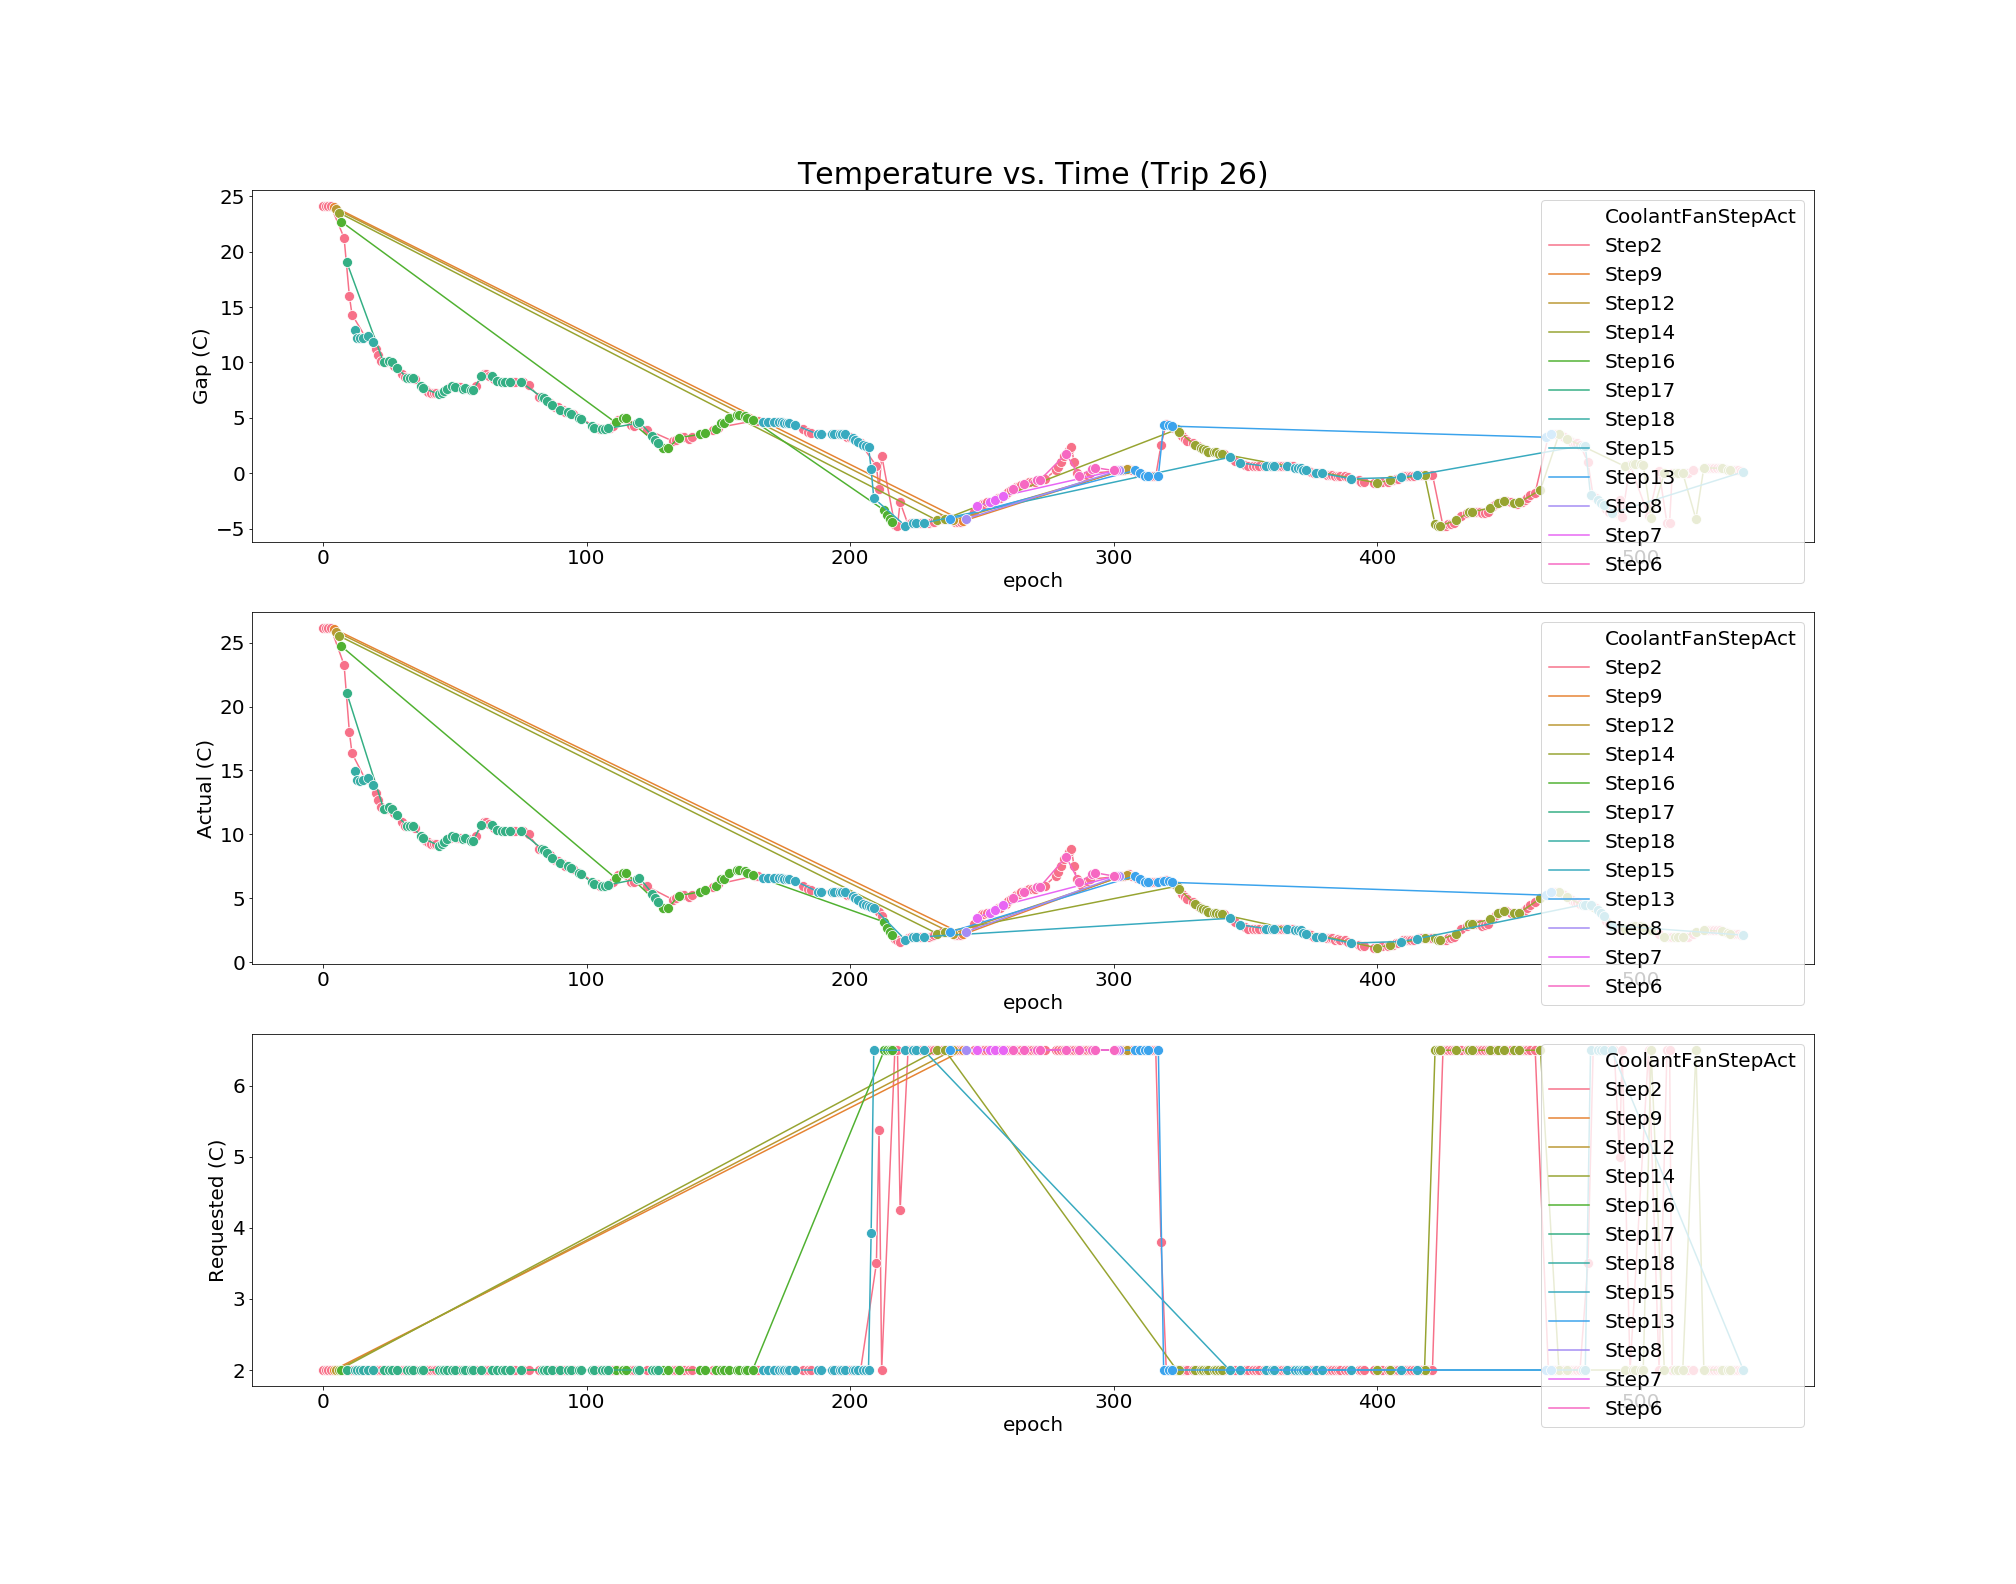 Temperature vs. Time (Trip 26)
25
20
15
10
5
0
−5
Gap (C)
0 100 200 300 400 500
epoch
CoolantFanStepAct
Step2
Step9
Step12
Step14
Step16
Step17
Step18
Step15
Step13
Step8
Step7
Step6
25
20
15
10
5
0
Actual (C)
0 100 200 300 400 500
epoch
CoolantFanStepAct
Step2
Step9
Step12
Step14
Step16
Step17
Step18
Step15
Step13
Step8
Step7
Step6
6
5
4
3
2
Requested (C)
0 100 200 300 400 500
epoch
CoolantFanStepAct
Step2
Step9
Step12
Step14
Step16
Step17
Step18
Step15
Step13
Step8
Step7
Step6